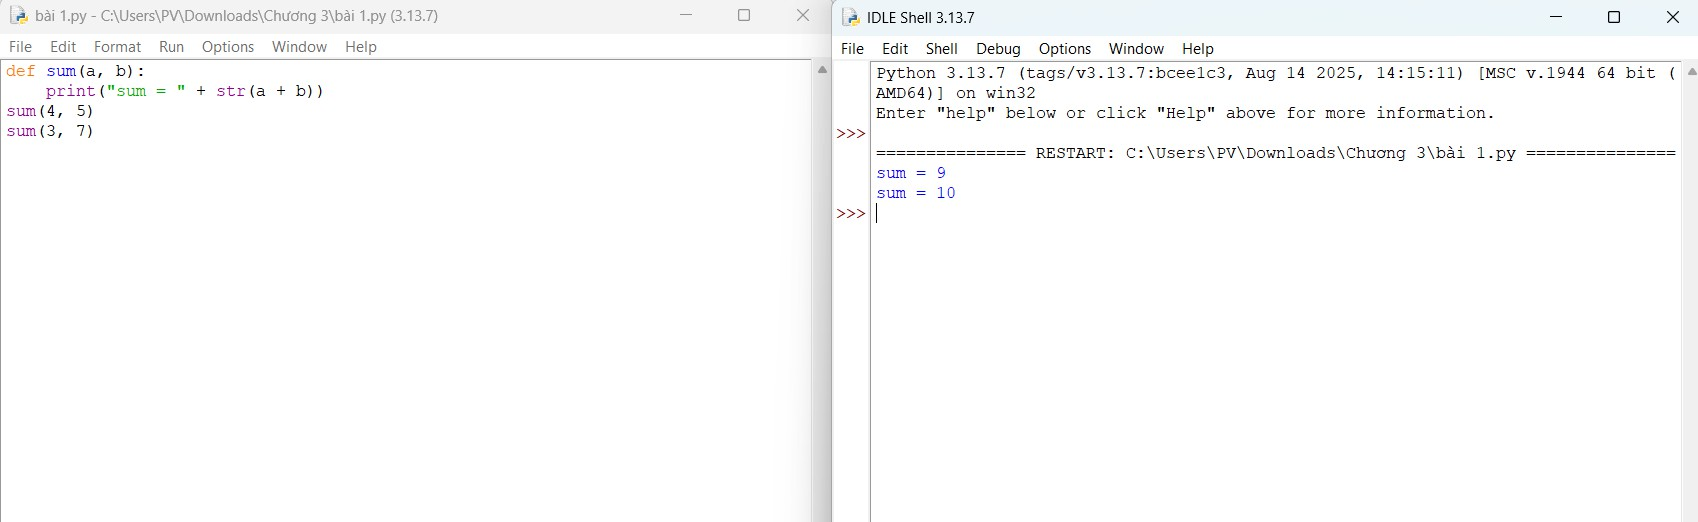 bài 1.py - C:\Users\PV\Downloads\Chương 3\bài 1.py (3.13.7)
File Edit Format Run Options Window Help
def sum(a, b):
    print("sum = " + str(a + b))
sum(4, 5)
sum(3, 7)
IDLE Shell 3.13.7
File Edit Shell Debug Options Window Help
Python 3.13.7 (tags/v3.13.7:bcee1c3, Aug 14 2025, 14:15:11) [MSC v.1944 64 bit (
AMD64)] on win32
Enter "help" below or click "Help" above for more information.
>>>
=============== RESTART: C:\Users\PV\Downloads\Chương 3\bài 1.py ===============
sum = 9
sum = 10
>>>